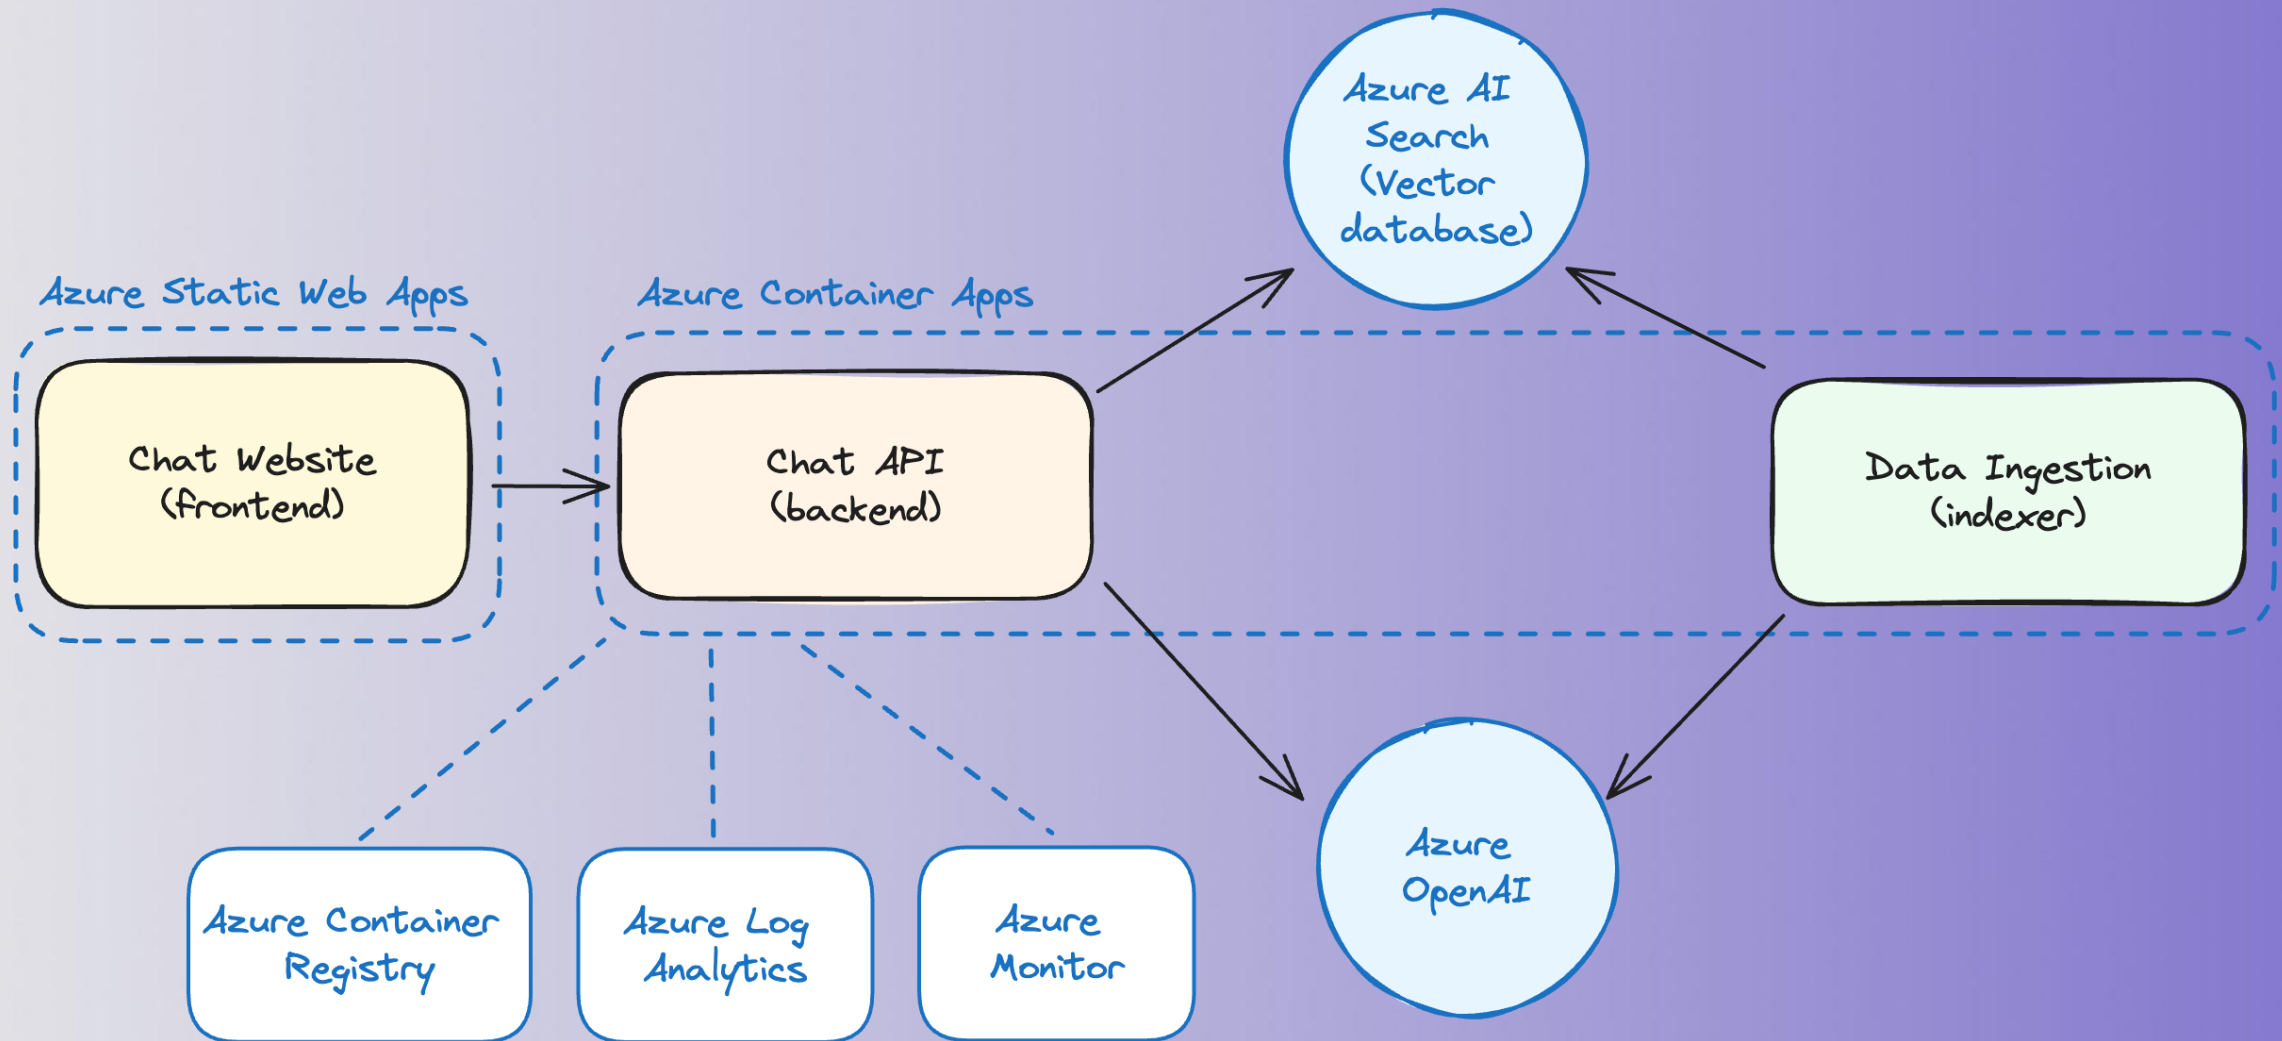 Azure AI
Search
(Vector
database)
Azure Static Web Apps
Azure Container Apps
Chat Website
(frontend)
Chat API
(backend)
Data Ingestion
(indexer)
Azure
OpenAI
Azure Container
Registry
Azure Log
Analytics
Azure
Monitor